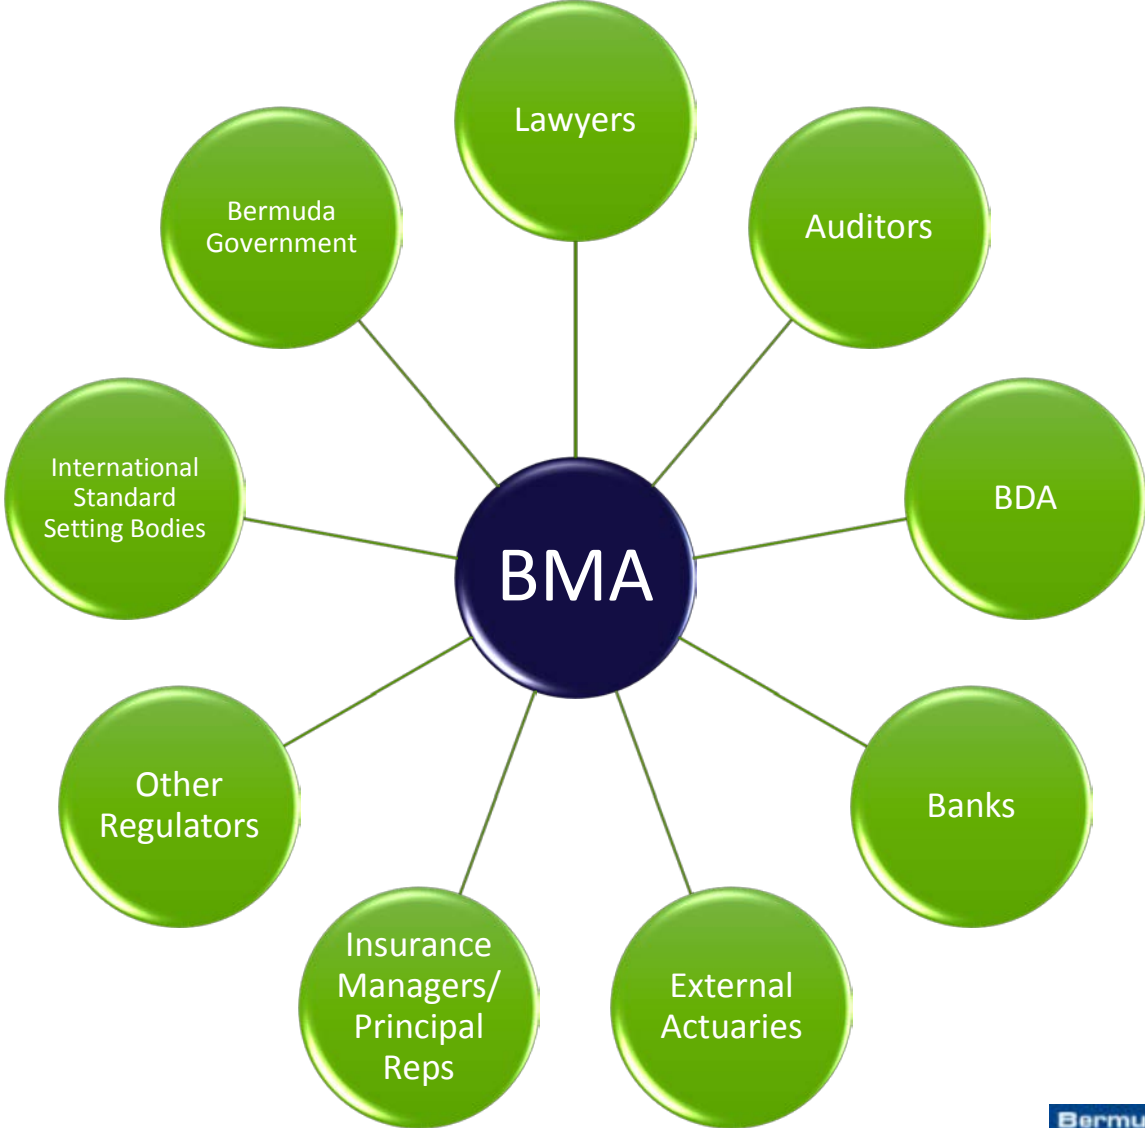 Lawyers
Auditors
BDA
Banks
External
Actuaries
Insurance
Managers/
Principal
Reps
Other
Regulators
International
Standard
Setting Bodies
Bermuda
Government
BMA